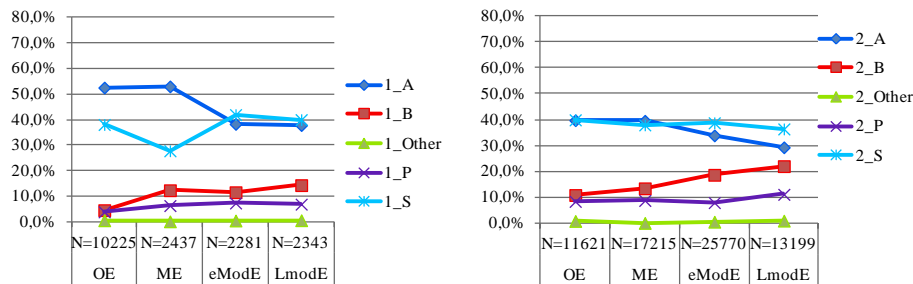 80,0%
70,0%
60,0%
50,0%
40,0%
30,0%
20,0%
10,0%
0,0%
N=10225 N=2437 N=2281 N=2343
OE ME eModE LmodE
1_A
1_B
1_Other
1_P
1_S
80,0%
70,0%
60,0%
50,0%
40,0%
30,0%
20,0%
10,0%
0,0%
N=11621 N=17215 N=25770 N=13199
OE ME eModE LmodE
2_A
2_B
2_Other
2_P
2_S